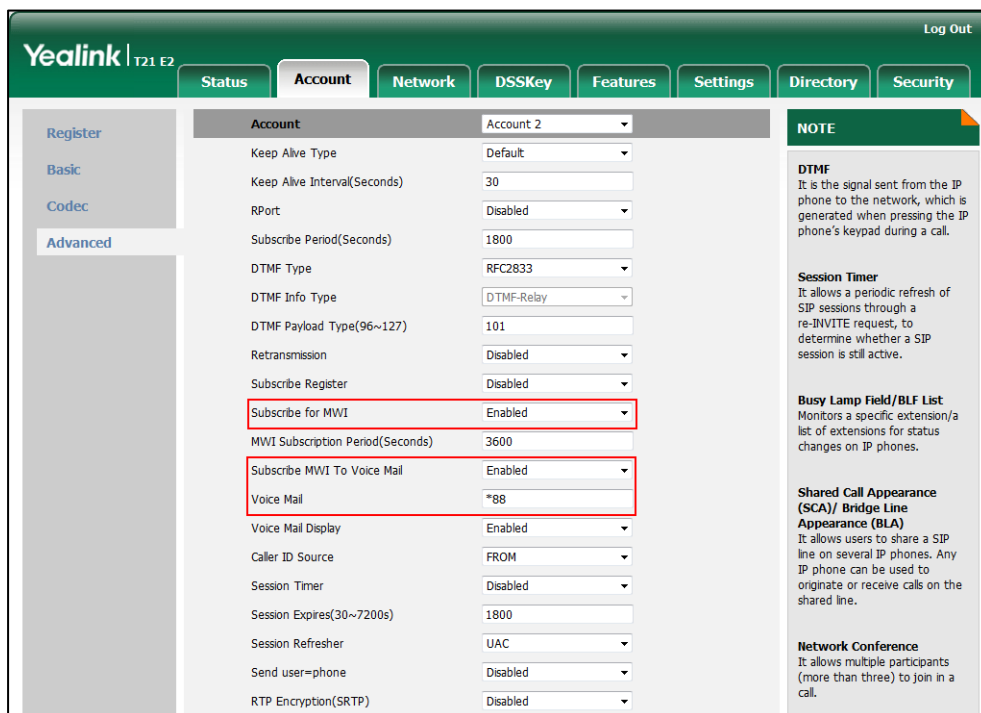 Log Out
Yealink | T21 E2
Status Account Network DSSKey Features Settings Directory Security
Register
Basic
Codec
Advanced
Account Account 2
Keep Alive Type Default
Keep Alive Interval(Seconds) 30
RPort Disabled
Subscribe Period(Seconds) 1800
DTMF Type RFC2833
DTMF Info Type DTMF-Relay
DTMF Payload Type(96~127) 101
Retransmission Disabled
Subscribe Register Disabled
Subscribe for MWI Enabled
MWI Subscription Period(Seconds) 3600
Subscribe MWI To Voice Mail Enabled
Voice Mail *88
Voice Mail Display Enabled
Caller ID Source FROM
Session Timer Disabled
Session Expires(30~7200s) 1800
Session Refresher UAC
Send user=phone Disabled
RTP Encryption(SRTP) Disabled
NOTE
DTMF
It is the signal sent from the IP
phone to the network, which is
generated when pressing the IP
phone's keypad during a call.
Session Timer
It allows a periodic refresh of
SIP sessions through a
re-INVITE request, to
determine whether a SIP
session is still active.
Busy Lamp Field/BLF List
Monitors a specific extension/a
list of extensions for status
changes on IP phones.
Shared Call Appearance
(SCA)/ Bridge Line
Appearance (BLA)
It allows users to share a SIP
line on several IP phones. Any
IP phone can be used to
originate or receive calls on the
shared line.
Network Conference
It allows multiple participants
(more than three) to join in a
call.